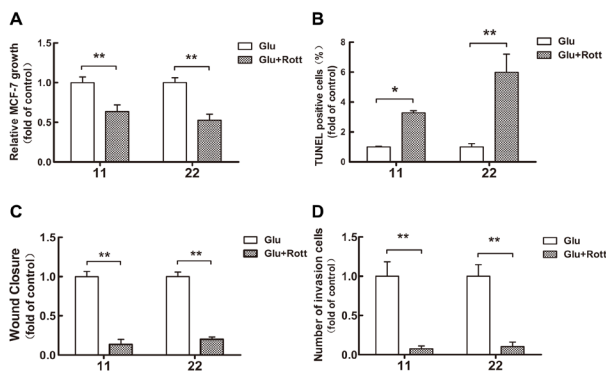 A
Relative MCF-7 growth
(fold of control)
1.5
1.0
0.5
0.0
**
**
Glu
Glu+Rott
11
22
B
TUNEL positive cells (%)
(fold of control)
8
6
4
2
0
*
**
Glu
Glu+Rott
11
22
C
Wound Closure
(fold of control)
1.5
1.0
0.5
0.0
**
**
Glu
Glu+Rott
11
22
D
Number of invasion cells
(fold of control)
1.5
1.0
0.5
0.0
**
**
Glu
Glu+Rott
11
22